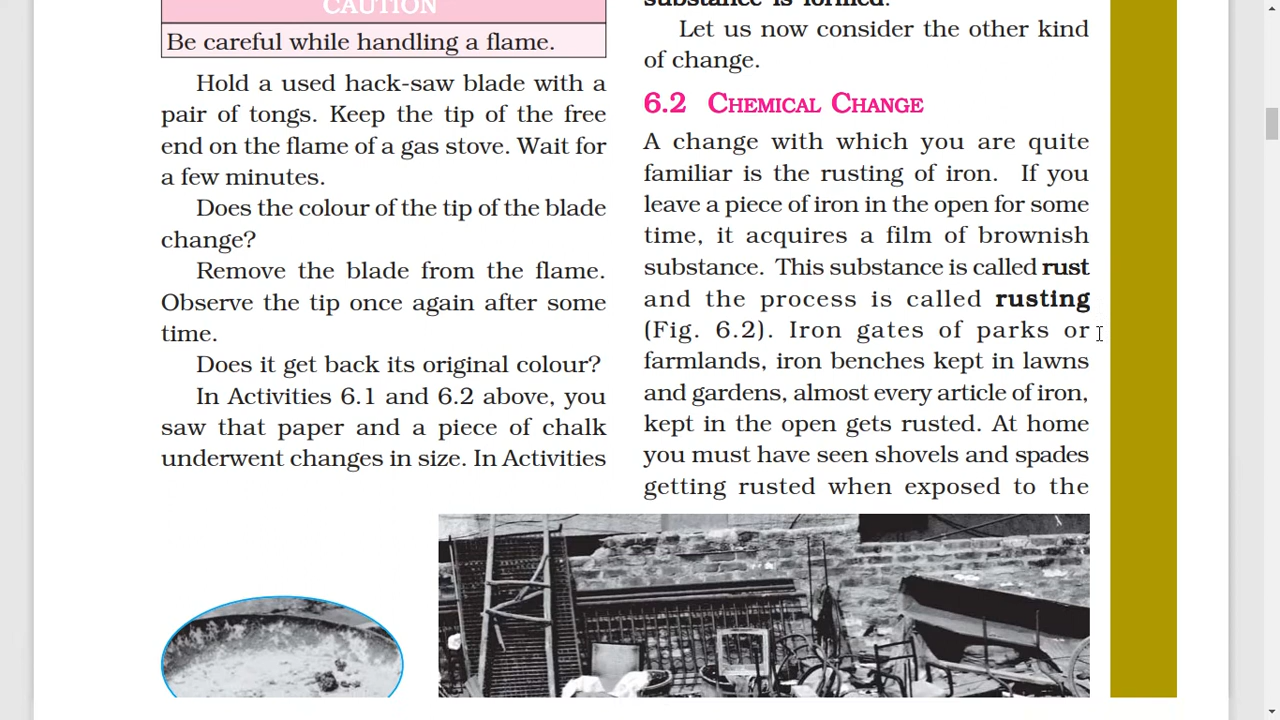 CAUTION
Be careful while handling a flame.
Hold a used hack-saw blade with a
pair of tongs. Keep the tip of the free
end on the flame of a gas stove. Wait for
a few minutes.
Does the colour of the tip of the blade
change?
Remove the blade from the flame.
Observe the tip once again after some
time.
Does it get back its original colour?
In Activities 6.1 and 6.2 above, you
saw that paper and a piece of chalk
underwent changes in size. In Activities
substance is formed.
Let us now consider the other kind
of change.
6.2 CHEMICAL CHANGE
A change with which you are quite
familiar is the rusting of iron. If you
leave a piece of iron in the open for some
time, it acquires a film of brownish
substance. This substance is called rust
and the process is called rusting
(Fig. 6.2). Iron gates of parks or
farmlands, iron benches kept in lawns
and gardens, almost every article of iron,
kept in the open gets rusted. At home
you must have seen shovels and spades
getting rusted when exposed to the